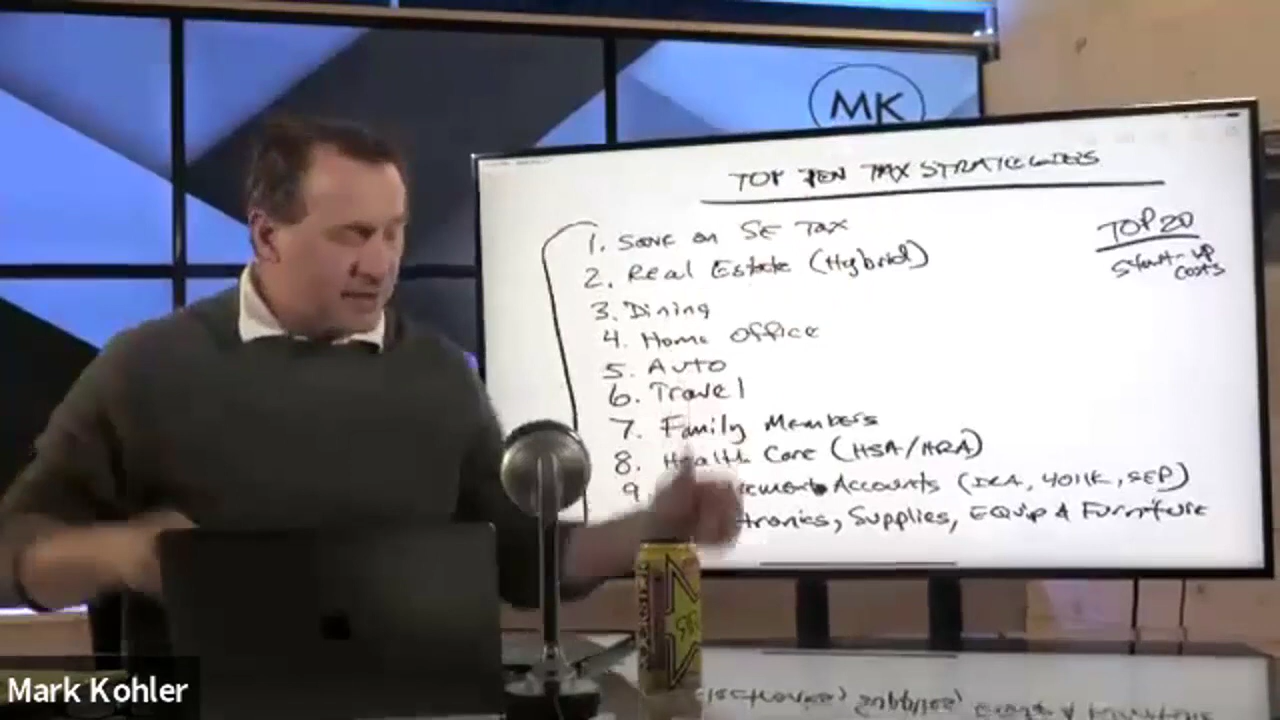 MK
TOP TEN TAX STRATEGIES
1. SAVE on SE TAX
2. Real Estate (Hybrid)
3. Dining
4. Home Office
5. AUTO
6. Travel
7. Family Members
8. Health Care (HSA/HRA)
9 Accounts (IRA, 401K, SEP)
tronics, Supplies, EQuip & Furniture
TOP 20
Start-up
costs
Mark Kohler